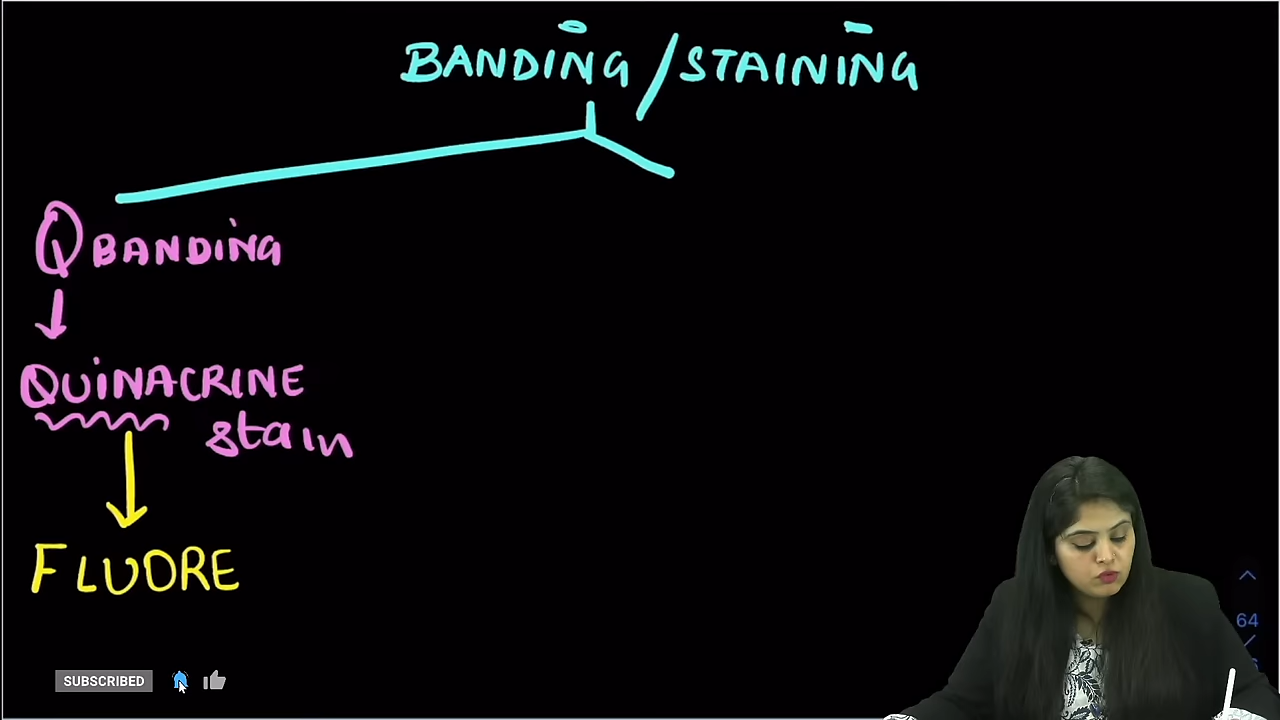 BANDING / STAINING
Q BANDING
QUINACRINE
stain
FLUORE
SUBSCRIBED
64